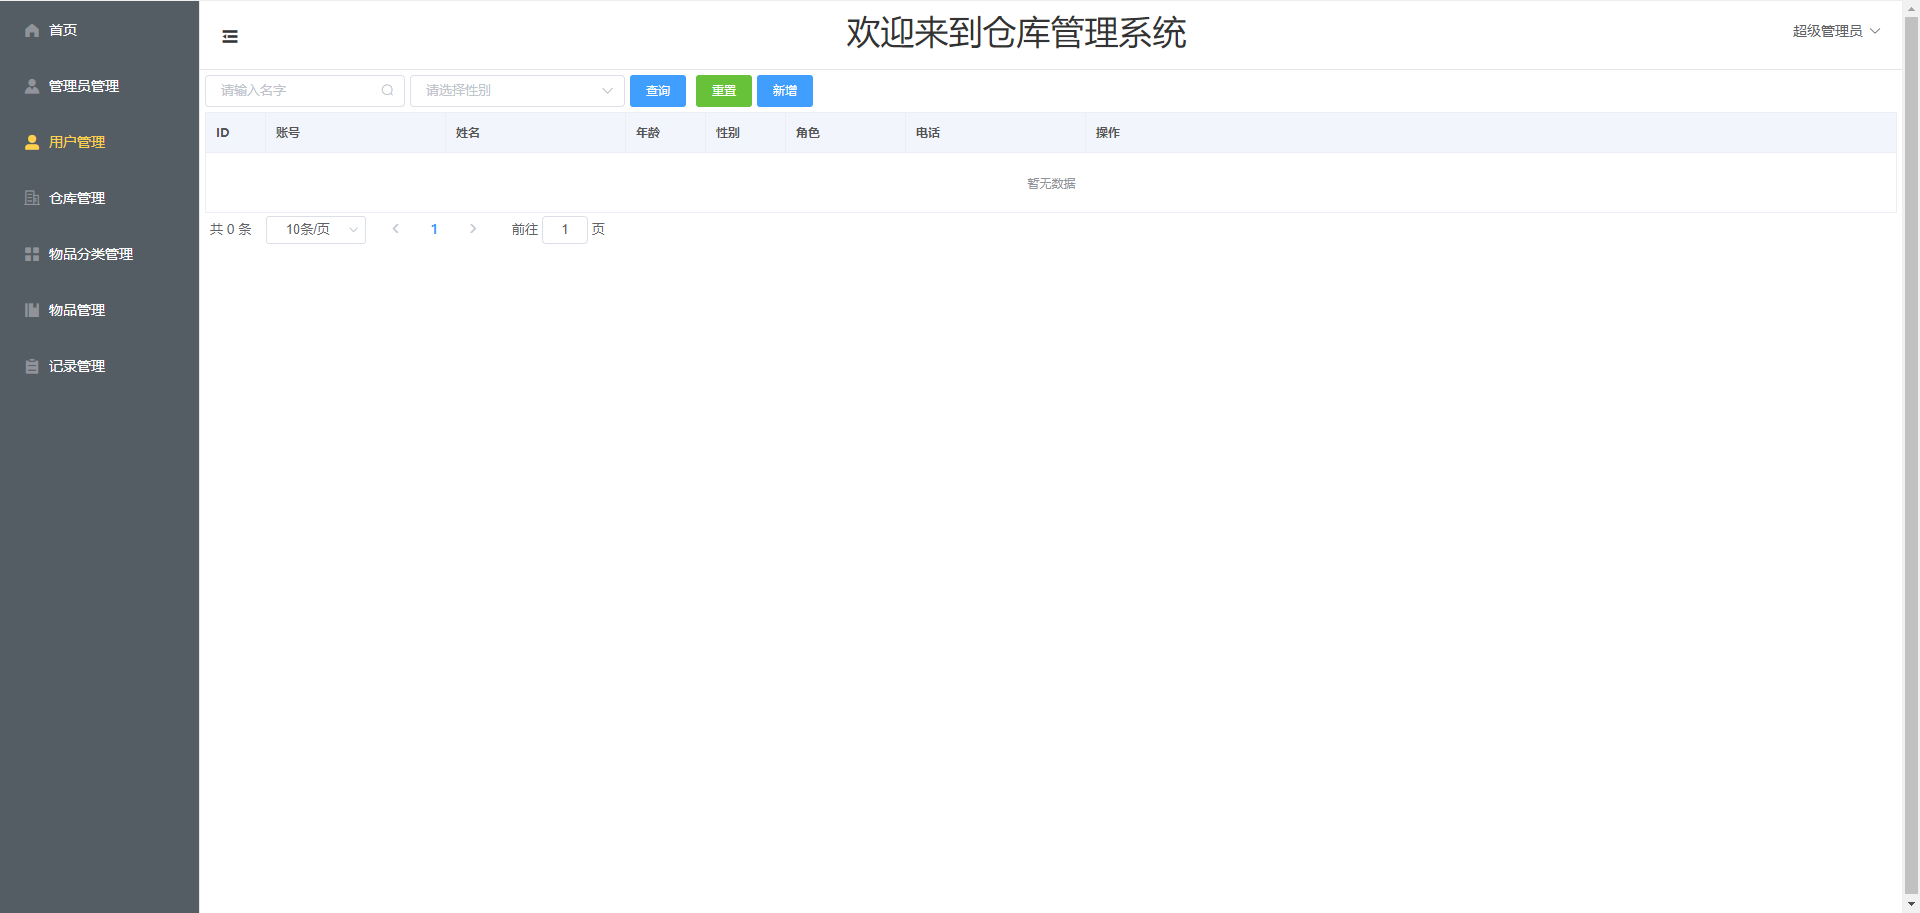 首页
管理员管理
用户管理
仓库管理
物品分类管理
物品管理
记录管理
欢迎来到仓库管理系统
超级管理员
请输入名字 请选择性别 查询 重置 新增
ID 账号 姓名 年龄 性别 角色 电话 操作
暂无数据
共 0 条 10条/页 1 前往 1 页